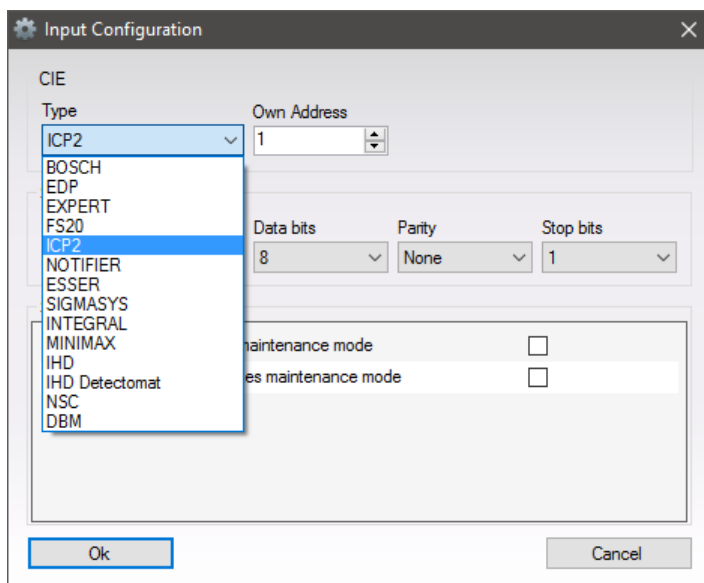 Input Configuration
CIE
Type
Own Address
ICP2
1
BOSCH
EDP
EXPERT
FS20
ICP2
NOTIFIER
ESSER
SIGMASYS
INTEGRAL
MINIMAX
IHD
IHD Detectomat
NSC
DBM
Data bits
Parity
Stop bits
8
None
1
maintenance mode
es maintenance mode
Ok
Cancel